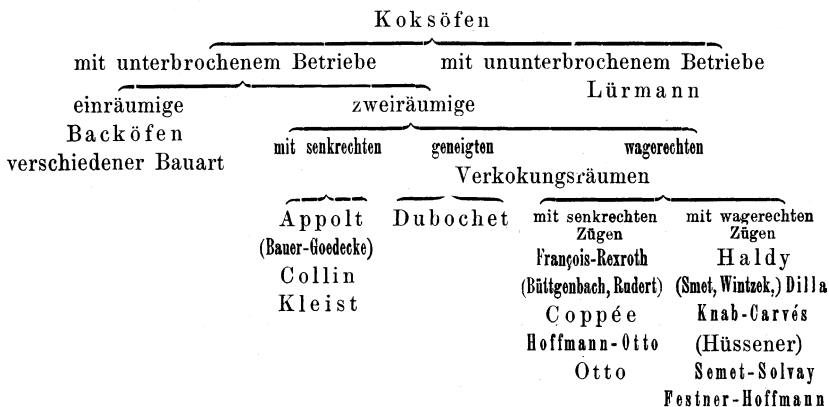 Koksöfen
mit unterbrochenem Betriebe
mit ununterbrochenem Betriebe
Lürmann
einräumige
Backöfen
verschiedener Bauart
zweiräumige
mit senkrechten geneigten wagerechten
Verkokungsräumen
Appolt
(Bauer-Goedecke)
Collin
Kleist
Dubochet
mit senkrechten
Zügen
François-Rexroth
(Büttgenbach, Rudert)
Coppée
Hoffmann-Otto
Otto
mit wagerechten
Zügen
Haldy
(Smet, Wintzek,) Dilla
Knab-Carvés
(Hüssener)
Semet-Solvay
Festner-Hoffmann